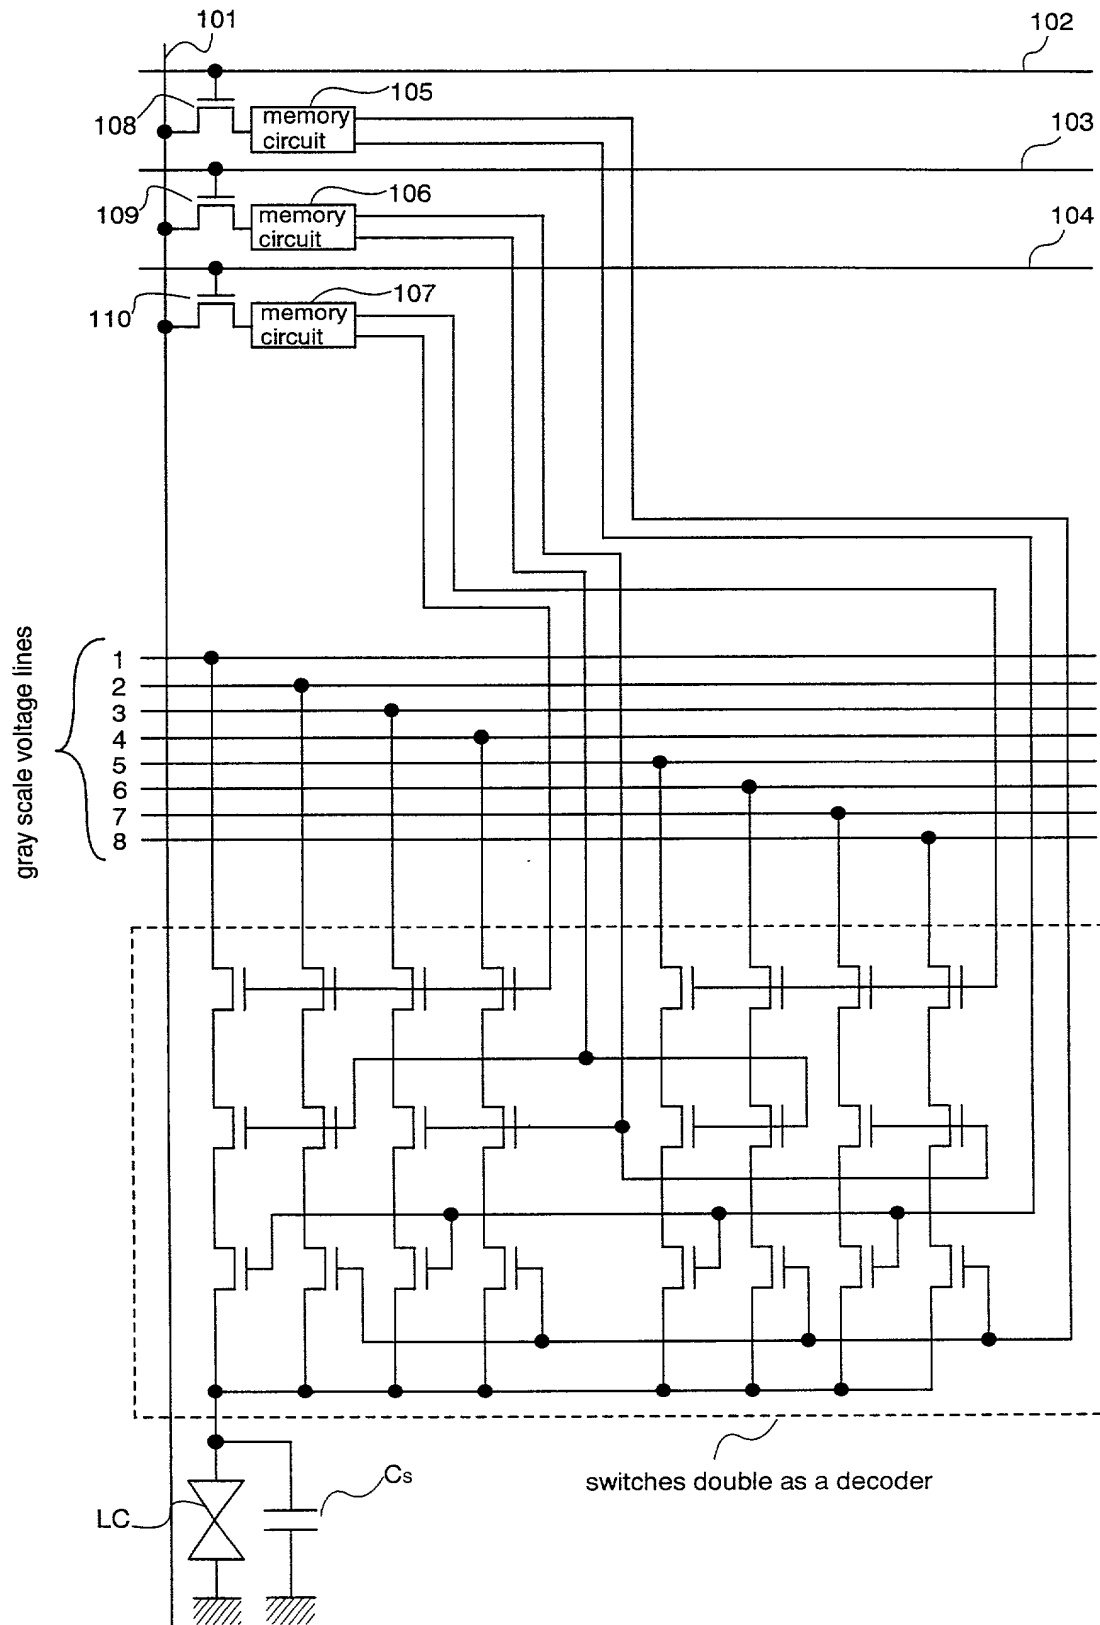 101
102
105
memory
circuit
108
103
106
memory
circuit
109
104
107
memory
circuit
110
gray scale voltage lines
1
2
3
4
5
6
7
8
switches double as a decoder
Cs
LC